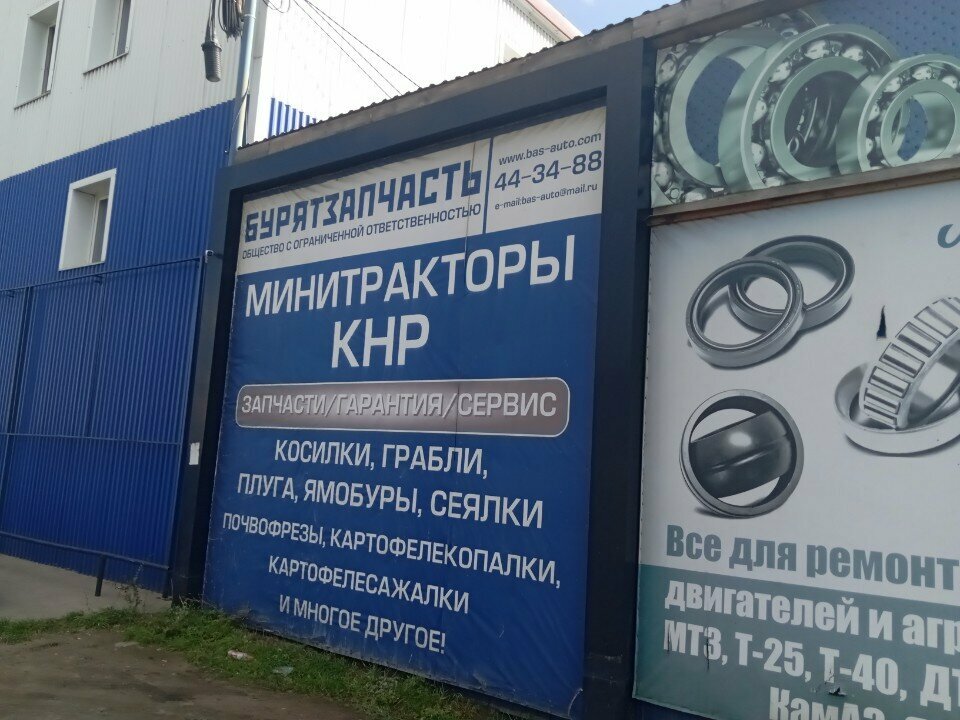 БУРЯТЗАПЧАСТЬ
ОБЩЕСТВО С ОГРАНИЧЕННОЙ ОТВЕТСТВЕННОСТЬЮ
www.bas-auto.com
44-34-88
e-mail:bas-auto@mail.ru
МИНИТРАКТОРЫ
КНР
ЗАПЧАСТИ/ГАРАНТИЯ/СЕРВИС
КОСИЛКИ, ГРАБЛИ,
ПЛУГА, ЯМОБУРЫ, СЕЯЛКИ
ПОЧВОФРЕЗЫ, КАРТОФЕЛЕКОПАЛКИ,
КАРТОФЕЛЕСАЖАЛКИ
И МНОГОЕ ДРУГОЕ!
Все для ремонт
двигателей и агр
МТЗ, Т-25, Т-40, ДТ
КамАЗ